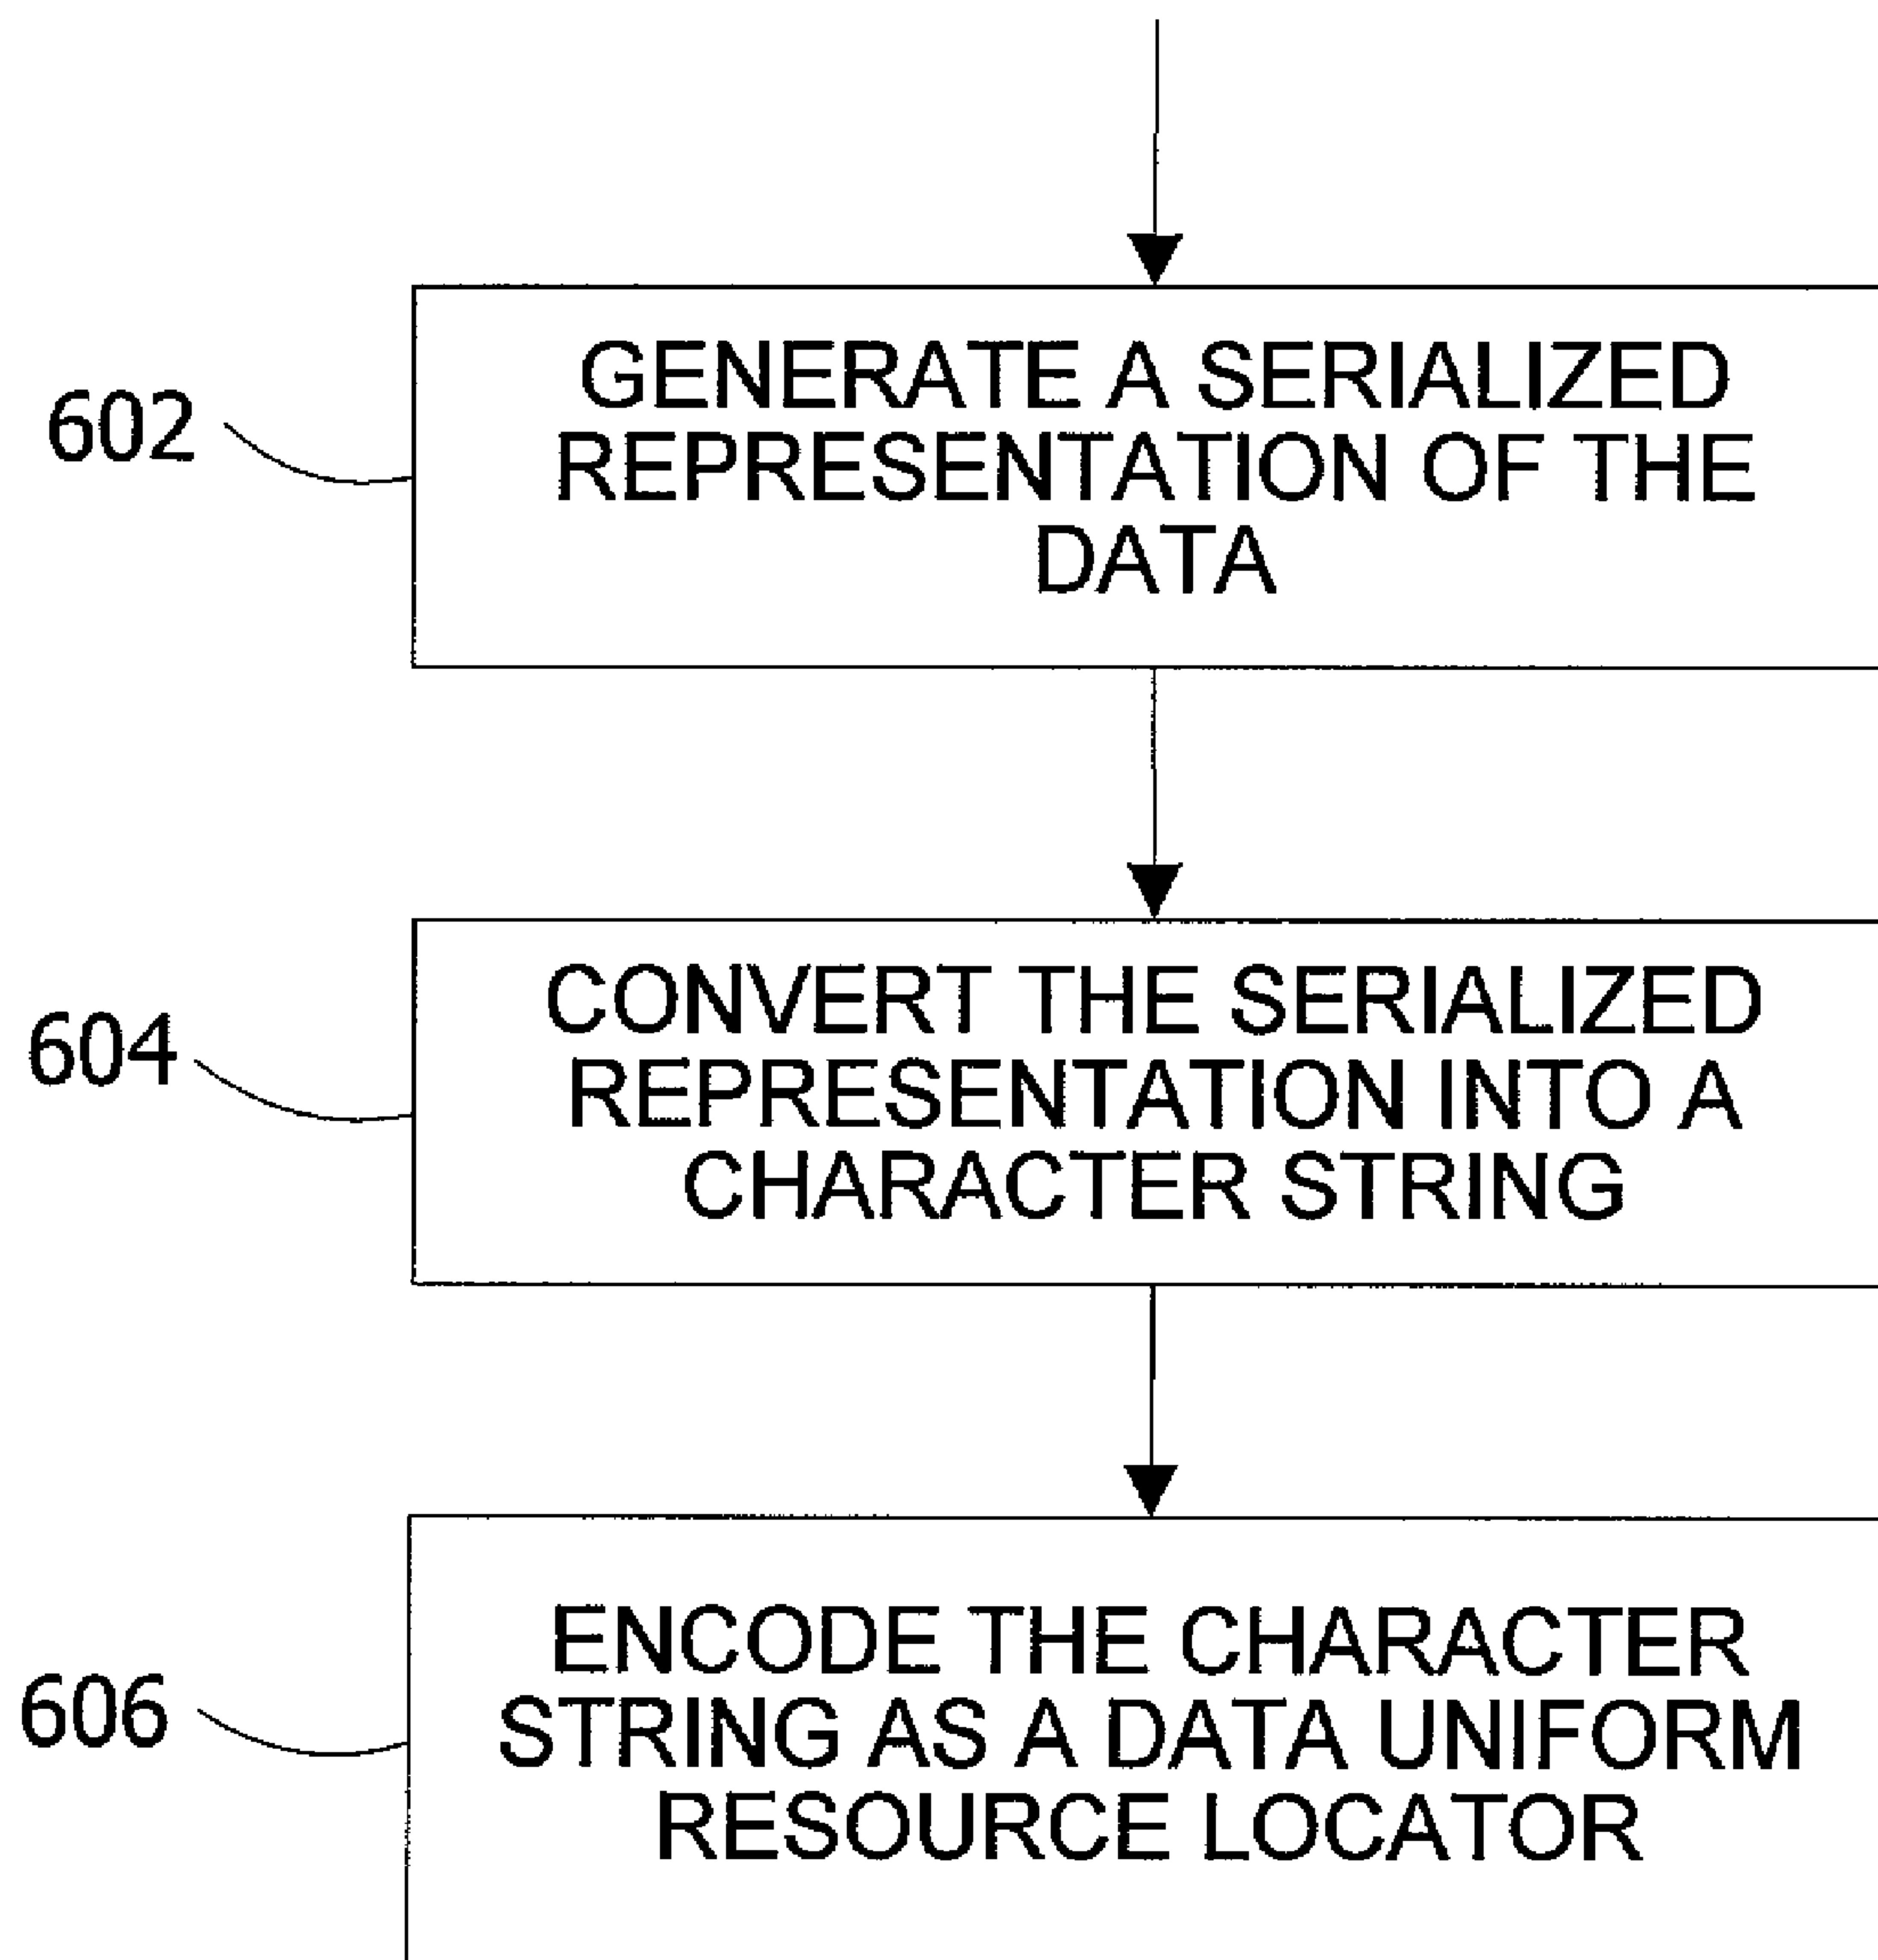 602
GENERATE A SERIALIZED
REPRESENTATION OF THE
DATA
604
CONVERT THE SERIALIZED
REPRESENTATION INTO A
CHARACTER STRING
606
ENCODE THE CHARACTER
STRING AS A DATA UNIFORM
RESOURCE LOCATOR